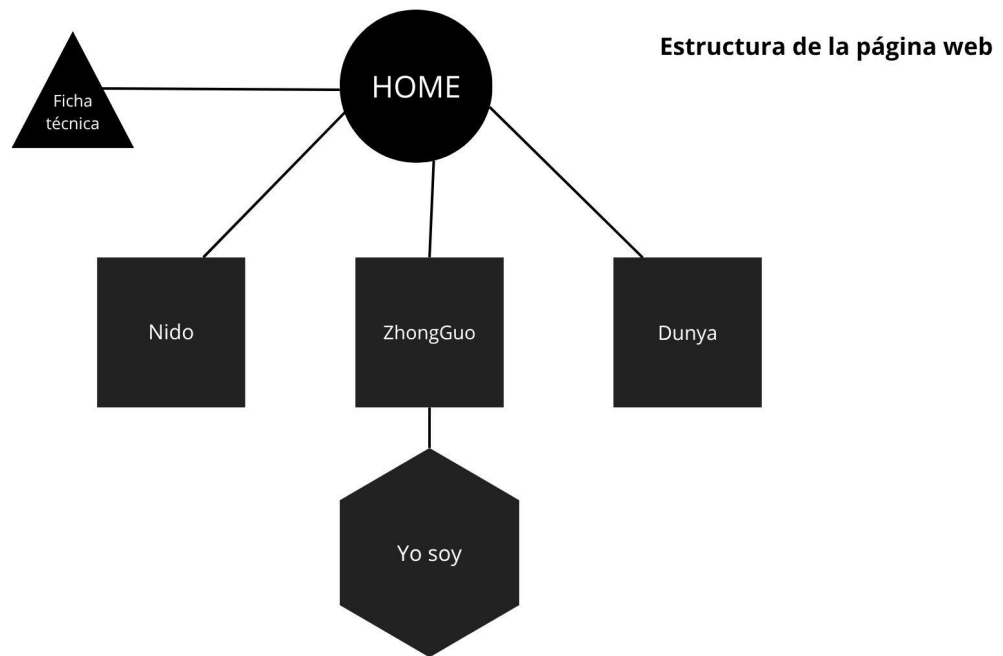 Estructura de la página web
HOME
Ficha
técnica
Nido
ZhongGuo
Dunya
Yo soy